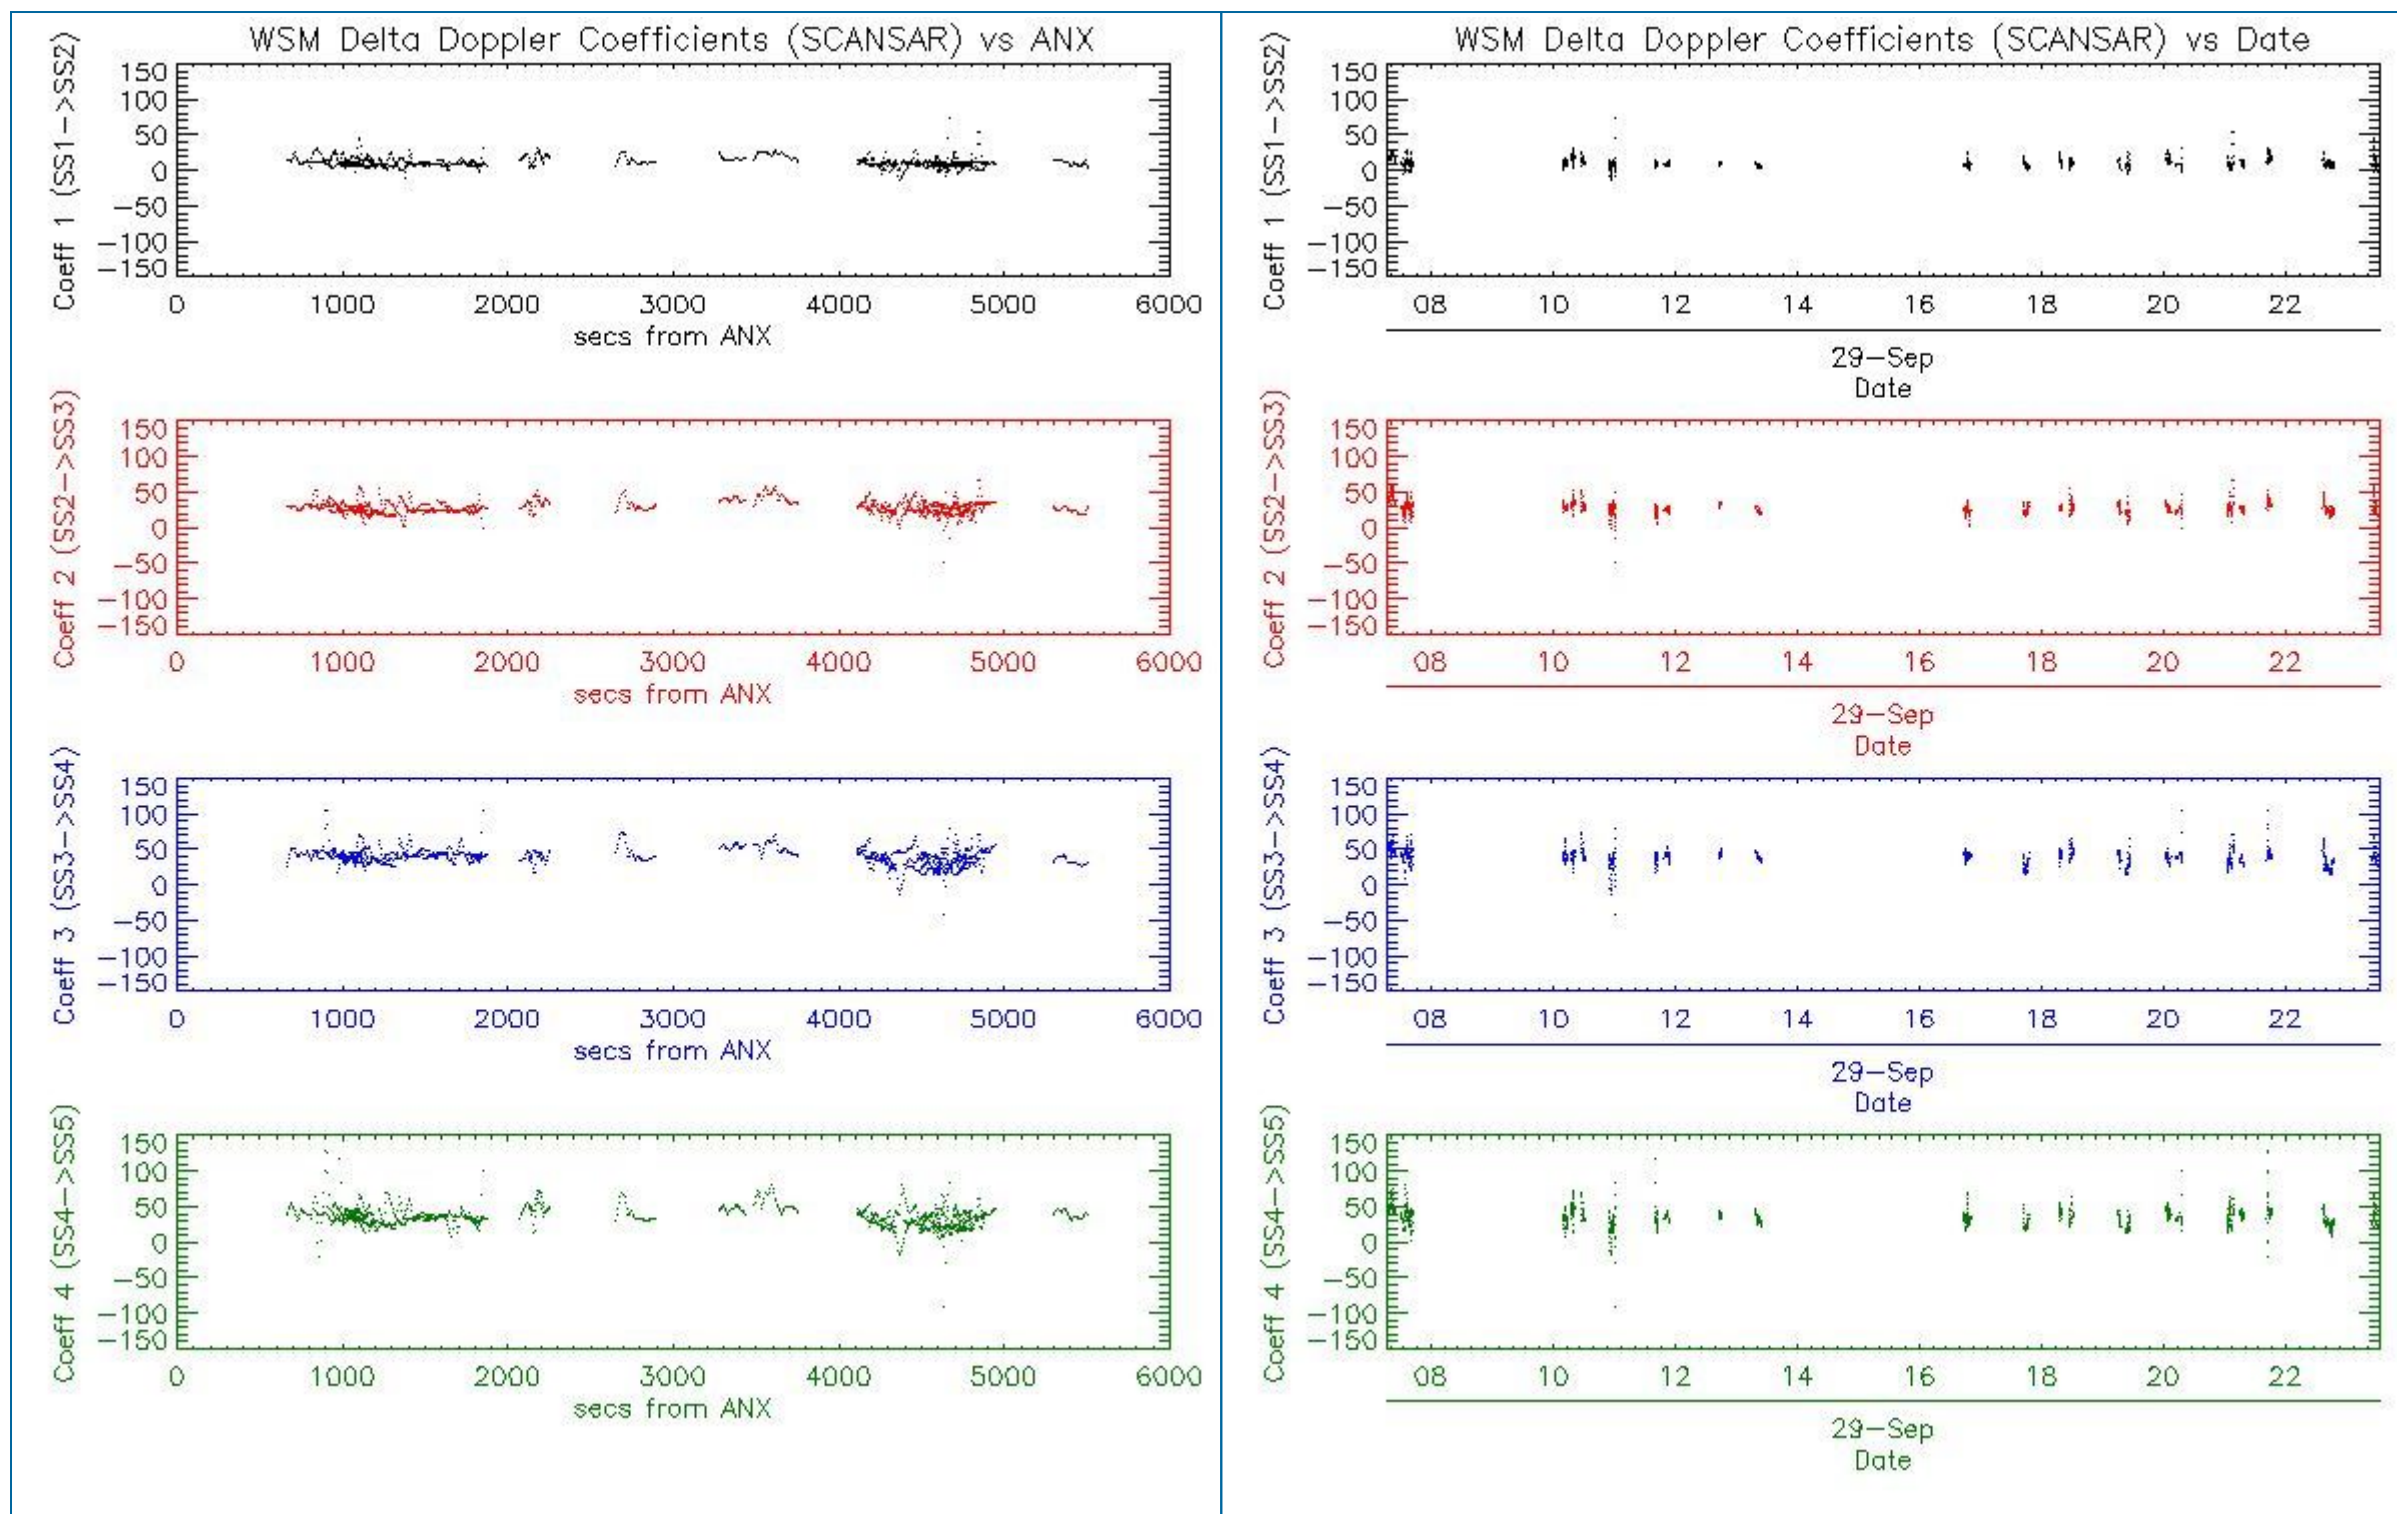 WSM Delta Doppler Coefficients (SCANSAR) vs ANX
Coeff 1 (SS1->SS2)
150
100
50
0
-50
-100
-150
0 1000 2000 3000 4000 5000 6000
secs from ANX
Coeff 2 (SS2->SS3)
150
100
50
0
-50
-100
-150
0 1000 2000 3000 4000 5000 6000
secs from ANX
Coeff 3 (SS3->SS4)
150
100
50
0
-50
-100
-150
0 1000 2000 3000 4000 5000 6000
secs from ANX
Coeff 4 (SS4->SS5)
150
100
50
0
-50
-100
-150
0 1000 2000 3000 4000 5000 6000
secs from ANX
WSM Delta Doppler Coefficients (SCANSAR) vs Date
Coeff 1 (SS1->SS2)
150
100
50
0
-50
-100
-150
08 10 12 14 16 18 20 22
29-Sep
Date
Coeff 2 (SS2->SS3)
150
100
50
0
-50
-100
-150
08 10 12 14 16 18 20 22
29-Sep
Date
Coeff 3 (SS3->SS4)
150
100
50
0
-50
-100
-150
08 10 12 14 16 18 20 22
29-Sep
Date
Coeff 4 (SS4->SS5)
150
100
50
0
-50
-100
-150
08 10 12 14 16 18 20 22
29-Sep
Date